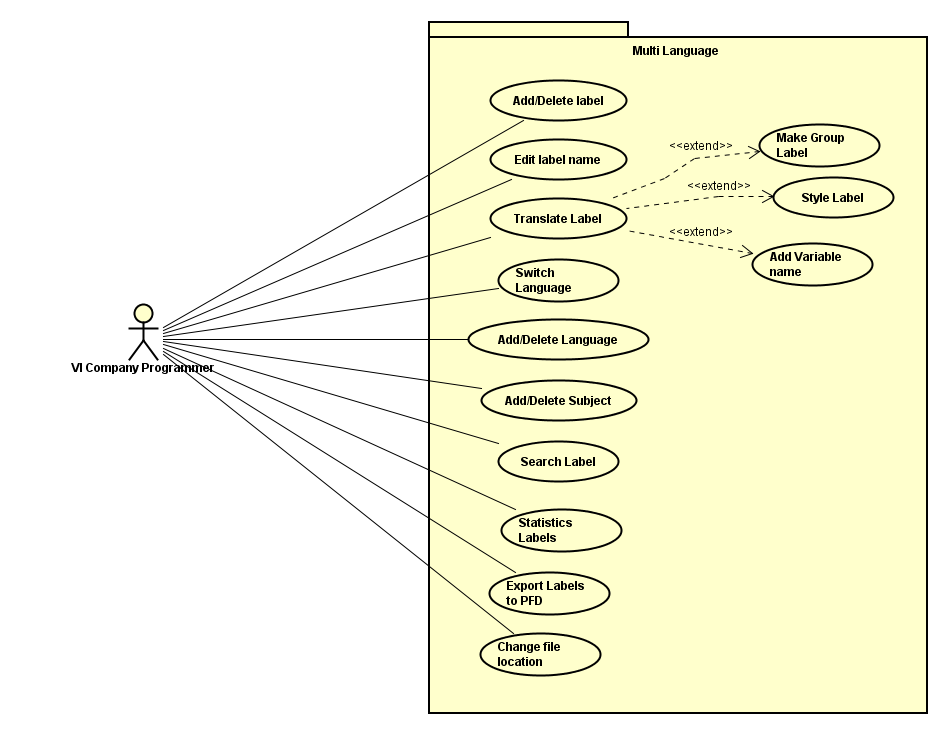 Multi Language
Add/Delete label
Edit label name
Translate Label
<<extend>>
Make Group
Label
<<extend>>
Style Label
<<extend>>
Add Variable
name
Switch
Language
Add/Delete Language
VI Company Programmer
Add/Delete Subject
Search Label
Statistics
Labels
Export Labels
to PFD
Change file
location